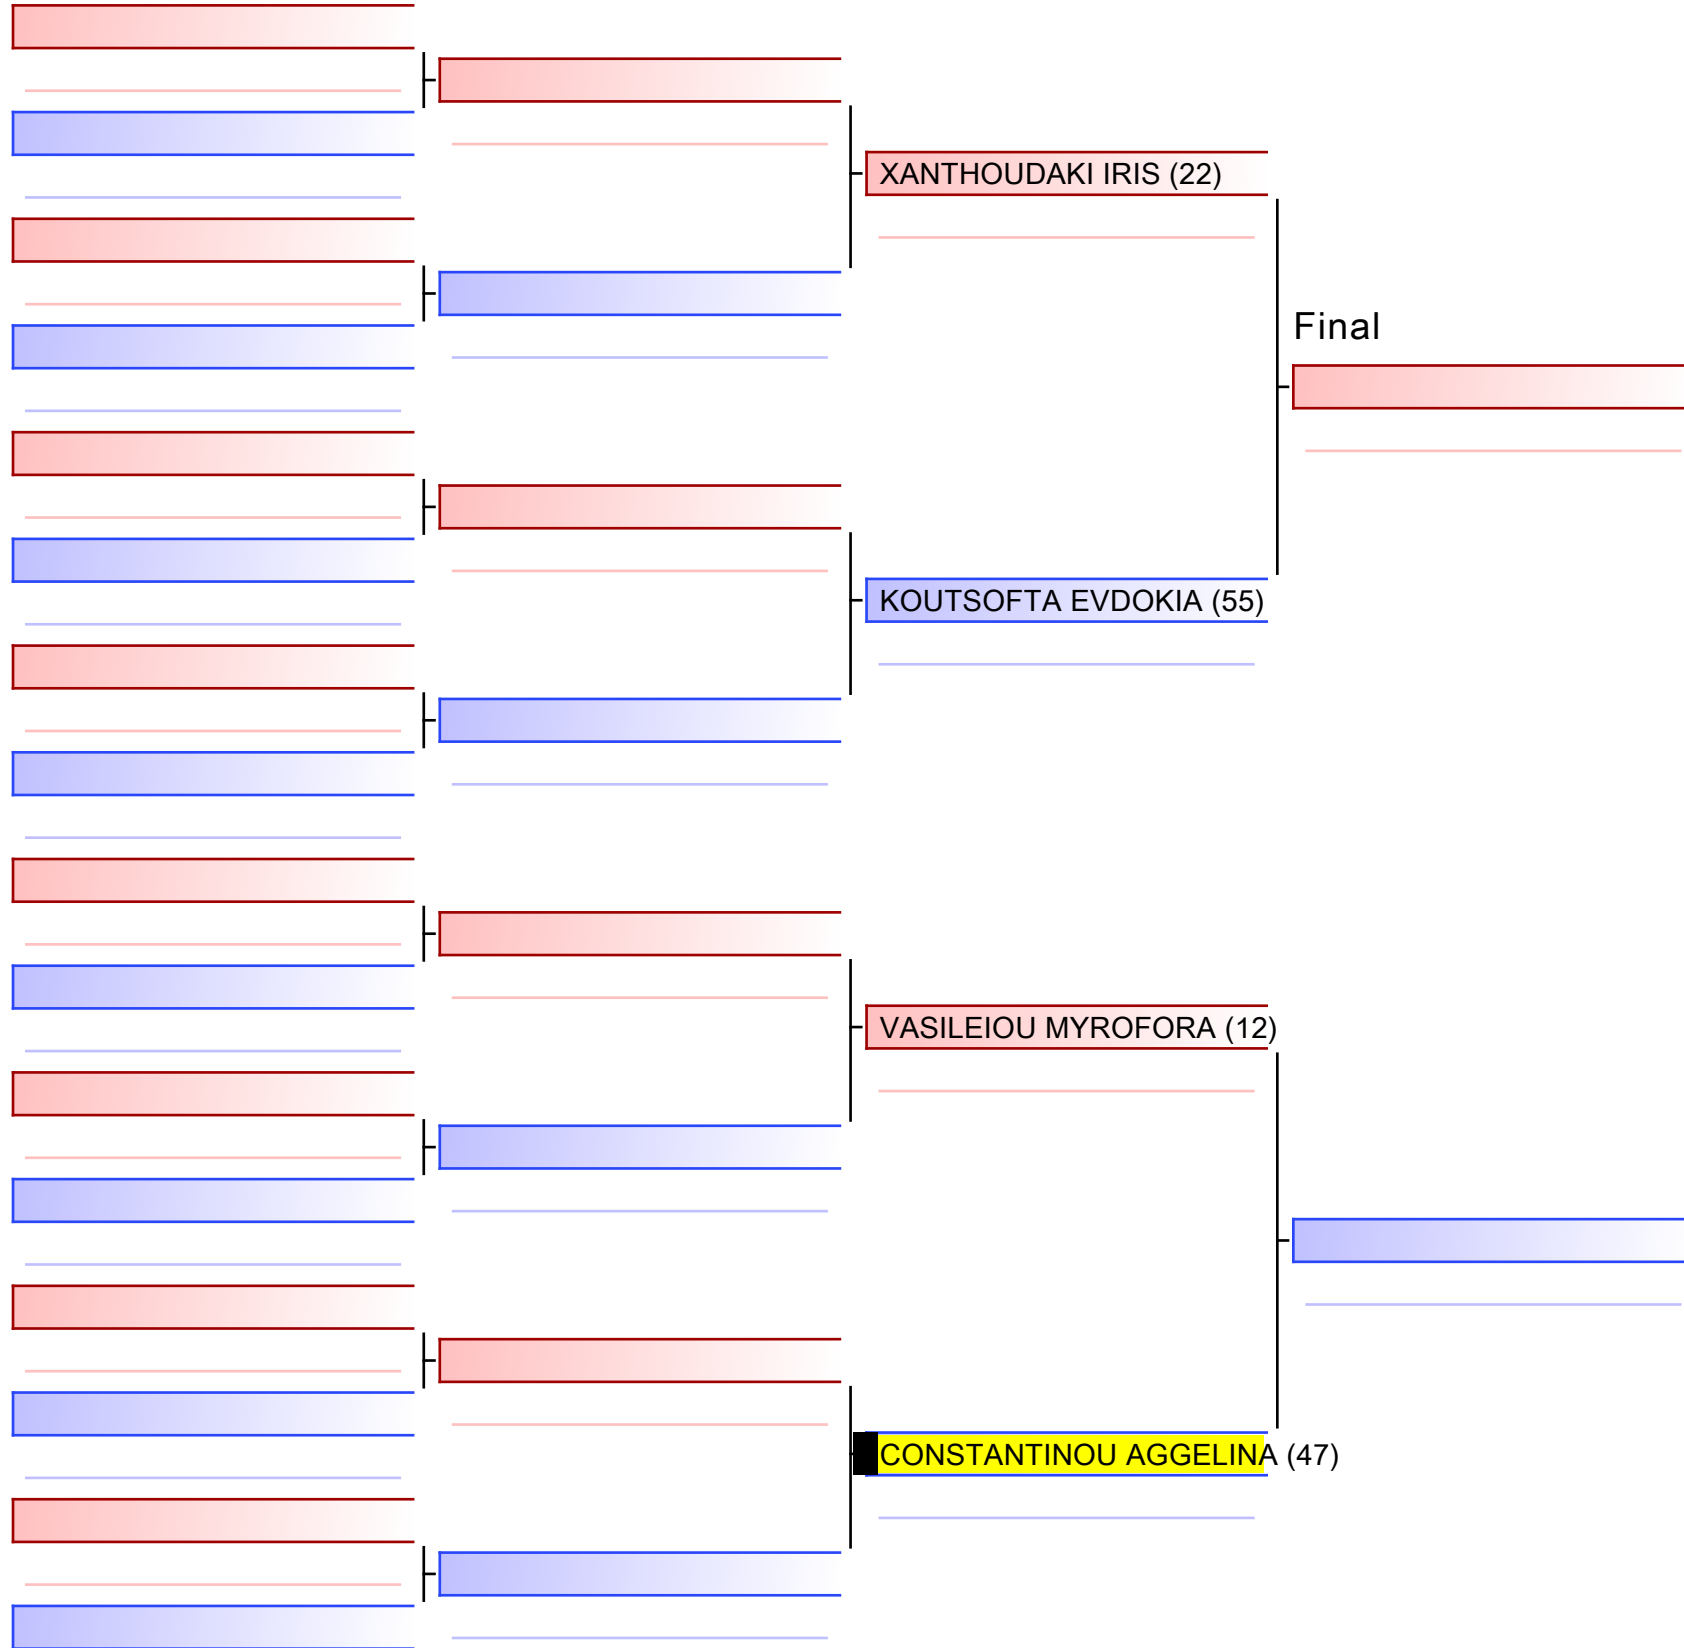 XANTHOUDAKI IRIS (22)
Final
KOUTSOFTA EVDOKIA (55)
VASILEIOU MYROFORA (12)
CONSTANTINOU AGGELINA (47)